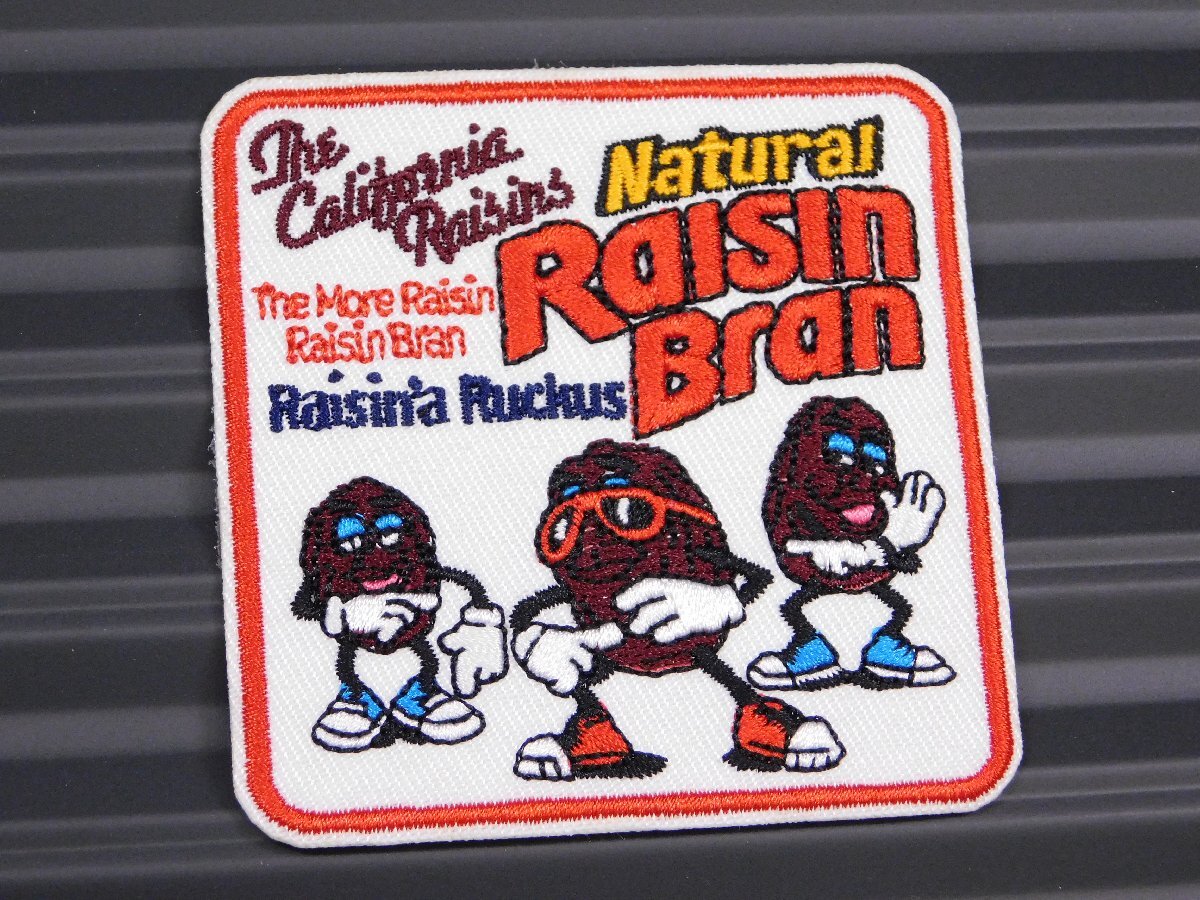 The
California
Raisins
Natural
Raisin
Bran
The More Raisin
Raisin Bran
Raisin'a Ruckus